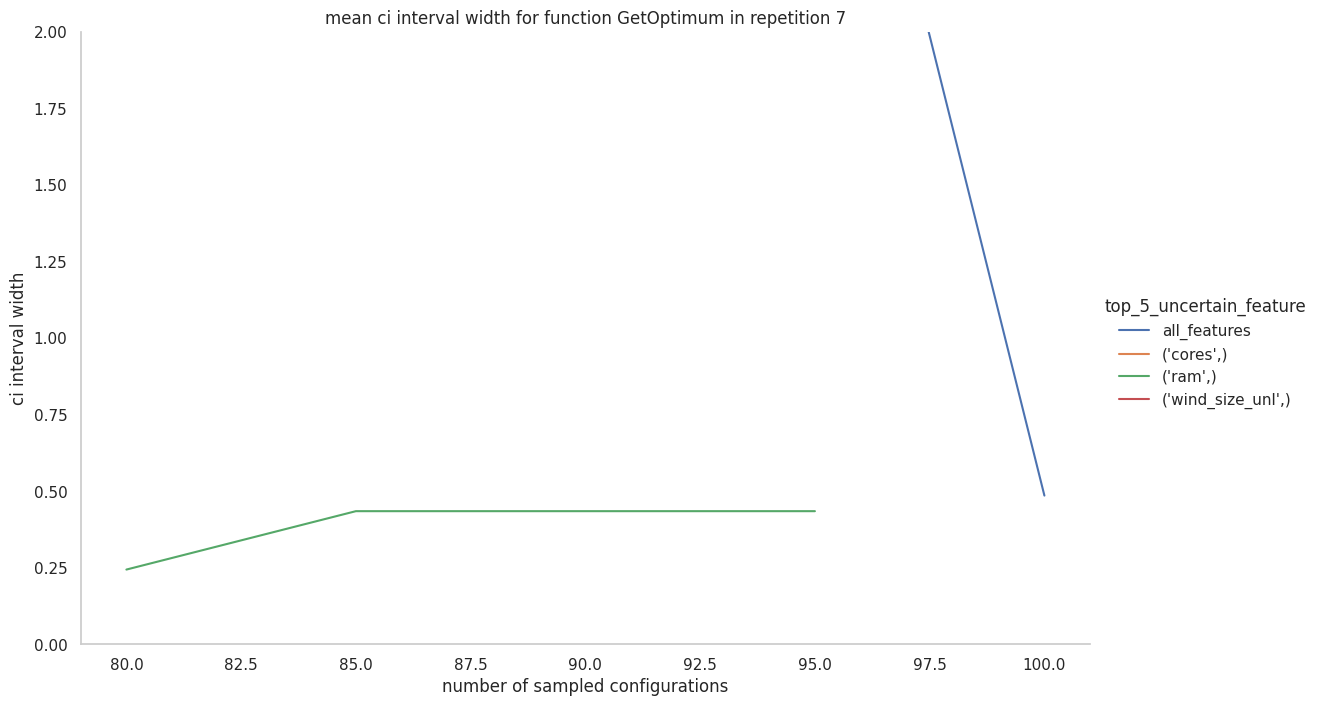 mean ci interval width for function GetOptimum in repetition 7
2.00
1.75
1.50
1.25
1.00
0.75
0.50
0.25
0.00
ci interval width
80.0 82.5 85.0 87.5 90.0 92.5 95.0 97.5 100.0
number of sampled configurations
top_5_uncertain_feature
all_features
('cores',)
('ram',)
('wind_size_unl',)